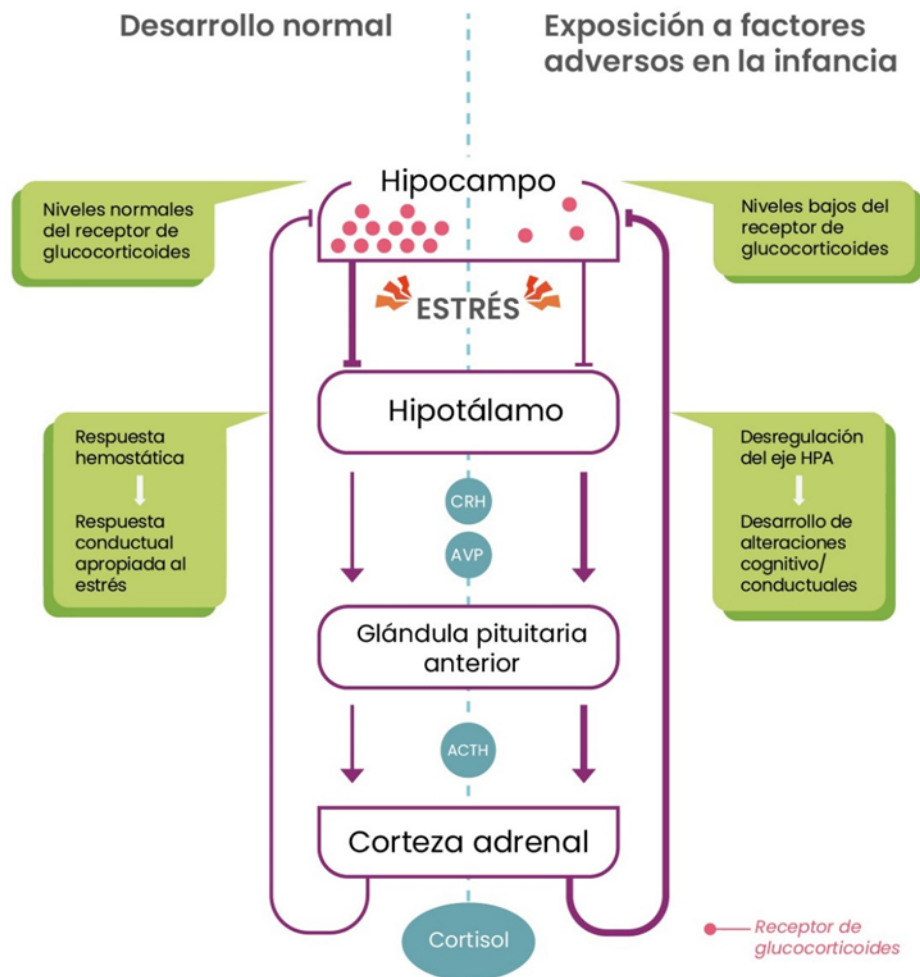 Desarrollo normal
Exposición a factores
adversos en la infancia
Hipocampo
Niveles normales
del receptor de
glucocorticoides
Niveles bajos del
receptor de
glucocorticoides
ESTRÉS
Hipotálamo
Respuesta
hemostática
Respuesta
conductual
apropiada al
estrés
Desregulación
del eje HPA
Desarrollo de
alteraciones
cognitivo/
conductuales
CRH
AVP
Glándula pituitaria
anterior
ACTH
Corteza adrenal
Cortisol
Receptor de
glucocorticoides